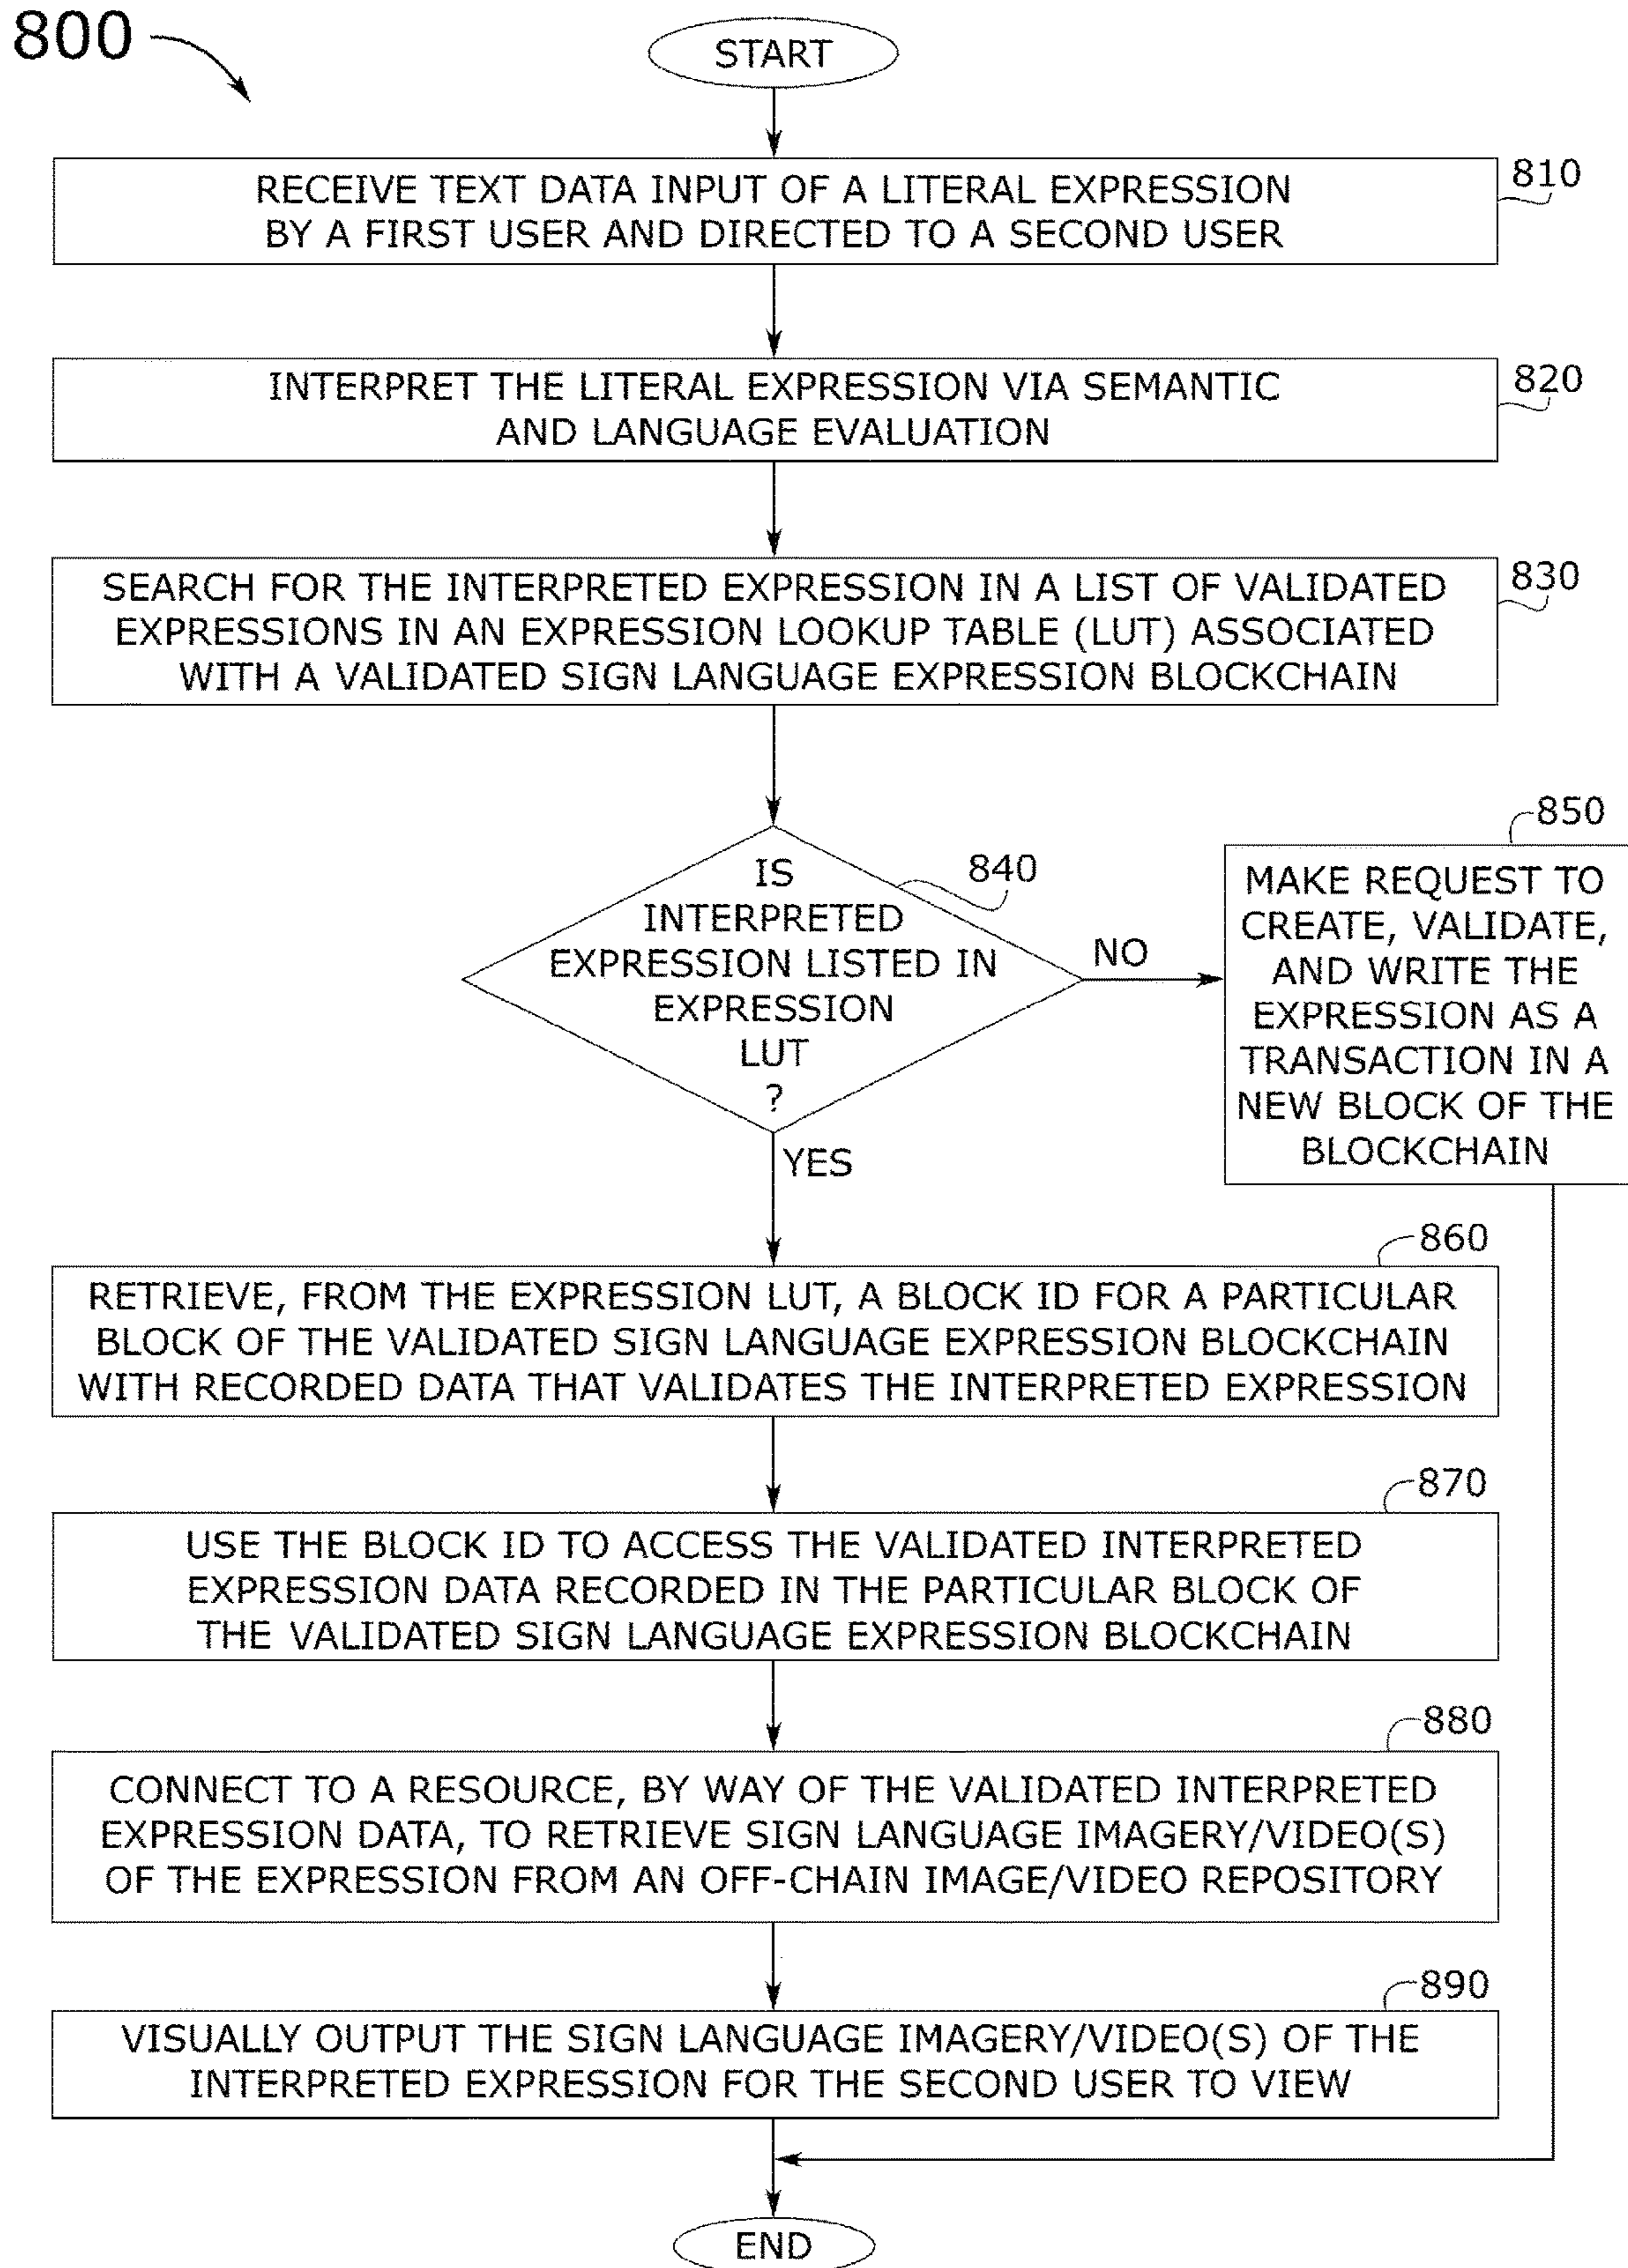 800
START
RECEIVE TEXT DATA INPUT OF A LITERAL EXPRESSION
BY A FIRST USER AND DIRECTED TO A SECOND USER
810
INTERPRET THE LITERAL EXPRESSION VIA SEMANTIC
AND LANGUAGE EVALUATION
820
SEARCH FOR THE INTERPRETED EXPRESSION IN A LIST OF VALIDATED
EXPRESSIONS IN AN EXPRESSION LOOKUP TABLE (LUT) ASSOCIATED
WITH A VALIDATED SIGN LANGUAGE EXPRESSION BLOCKCHAIN
830
IS
INTERPRETED
EXPRESSION LISTED IN
EXPRESSION
LUT
?
840
NO
850
MAKE REQUEST TO
CREATE, VALIDATE,
AND WRITE THE
EXPRESSION AS A
TRANSACTION IN A
NEW BLOCK OF THE
BLOCKCHAIN
YES
860
RETRIEVE, FROM THE EXPRESSION LUT, A BLOCK ID FOR A PARTICULAR
BLOCK OF THE VALIDATED SIGN LANGUAGE EXPRESSION BLOCKCHAIN
WITH RECORDED DATA THAT VALIDATES THE INTERPRETED EXPRESSION
870
USE THE BLOCK ID TO ACCESS THE VALIDATED INTERPRETED
EXPRESSION DATA RECORDED IN THE PARTICULAR BLOCK OF
THE VALIDATED SIGN LANGUAGE EXPRESSION BLOCKCHAIN
880
CONNECT TO A RESOURCE, BY WAY OF THE VALIDATED INTERPRETED
EXPRESSION DATA, TO RETRIEVE SIGN LANGUAGE IMAGERY/VIDEO(S)
OF THE EXPRESSION FROM AN OFF-CHAIN IMAGE/VIDEO REPOSITORY
890
VISUALLY OUTPUT THE SIGN LANGUAGE IMAGERY/VIDEO(S) OF THE
INTERPRETED EXPRESSION FOR THE SECOND USER TO VIEW
END